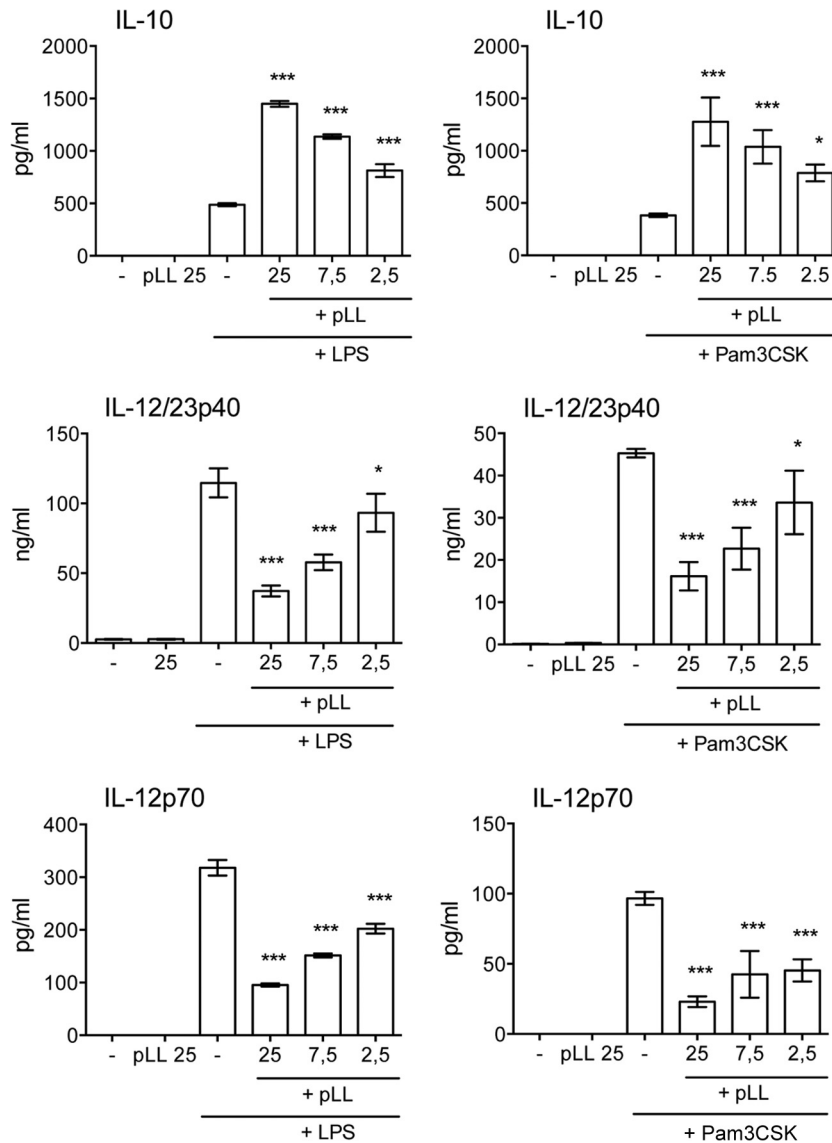 IL-10
2000
1500
1000
500
0
pg/ml
***
***
***
- pLL 25 - 25 7,5 2,5
+ pLL
+ LPS
IL-10
2000
1500
1000
500
0
pg/ml
***
***
*
- pLL 25 - 25 7.5 2.5
+ pLL
+ Pam3CSK
IL-12/23p40
150
100
50
0
ng/ml
***
***
*
- 25 - 25 7,5 2,5
+ pLL
+ LPS
IL-12/23p40
50
40
30
20
10
0
ng/ml
***
***
*
- pLL 25 - 25 7,5 2,5
+ pLL
+ Pam3CSK
IL-12p70
400
300
200
100
0
pg/ml
***
***
***
- pLL 25 - 25 7,5 2,5
+ pLL
+ LPS
IL-12p70
150
100
50
0
pg/ml
***
***
***
- pLL 25 - 25 7,5 2,5
+ pLL
+ Pam3CSK